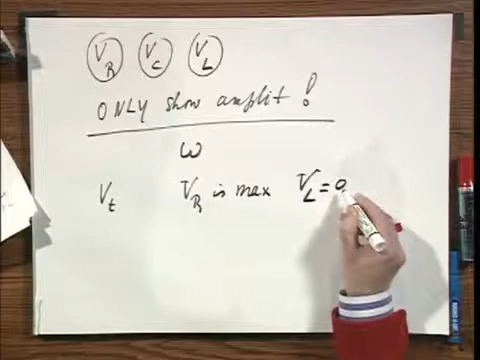 V_R V_C V_L
ONLY show amplit !
ω
V_t V_R is max V_L = 0